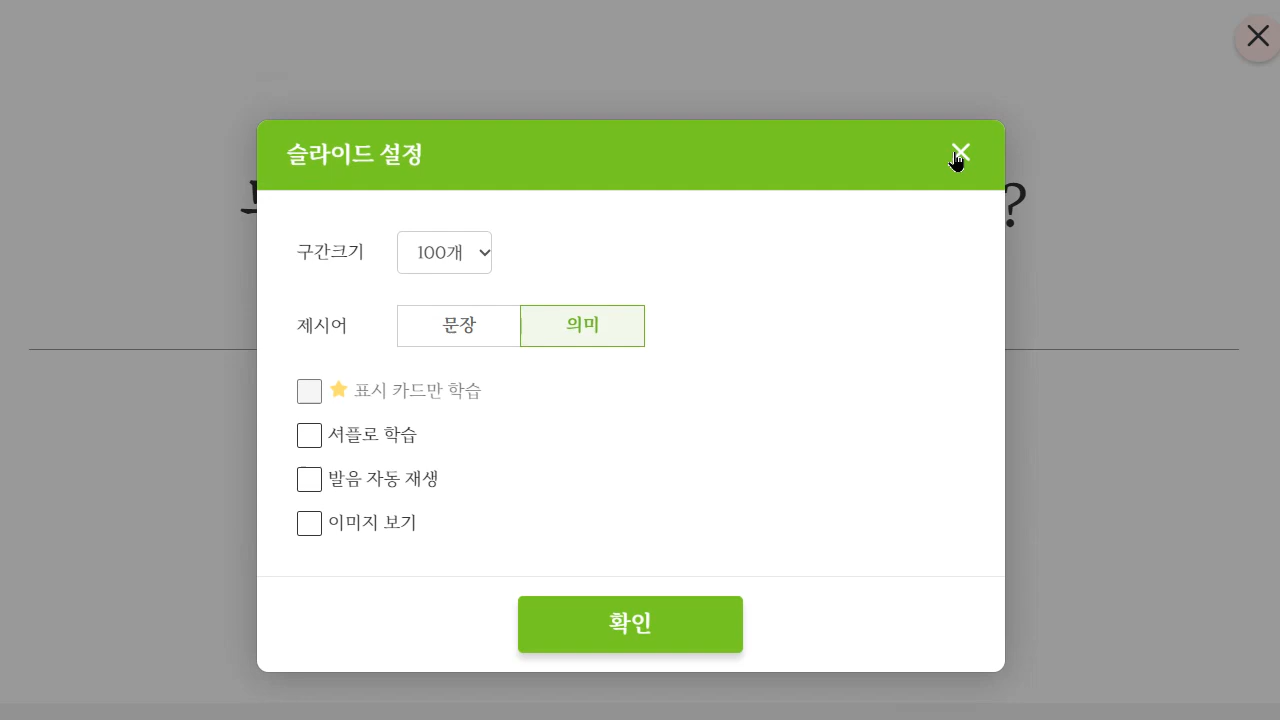 슬라이드 설정
?
구간크기 100개
제시어 문장 의미
표시 카드만 학습
셔플로 학습
발음 자동 재생
이미지 보기
확인